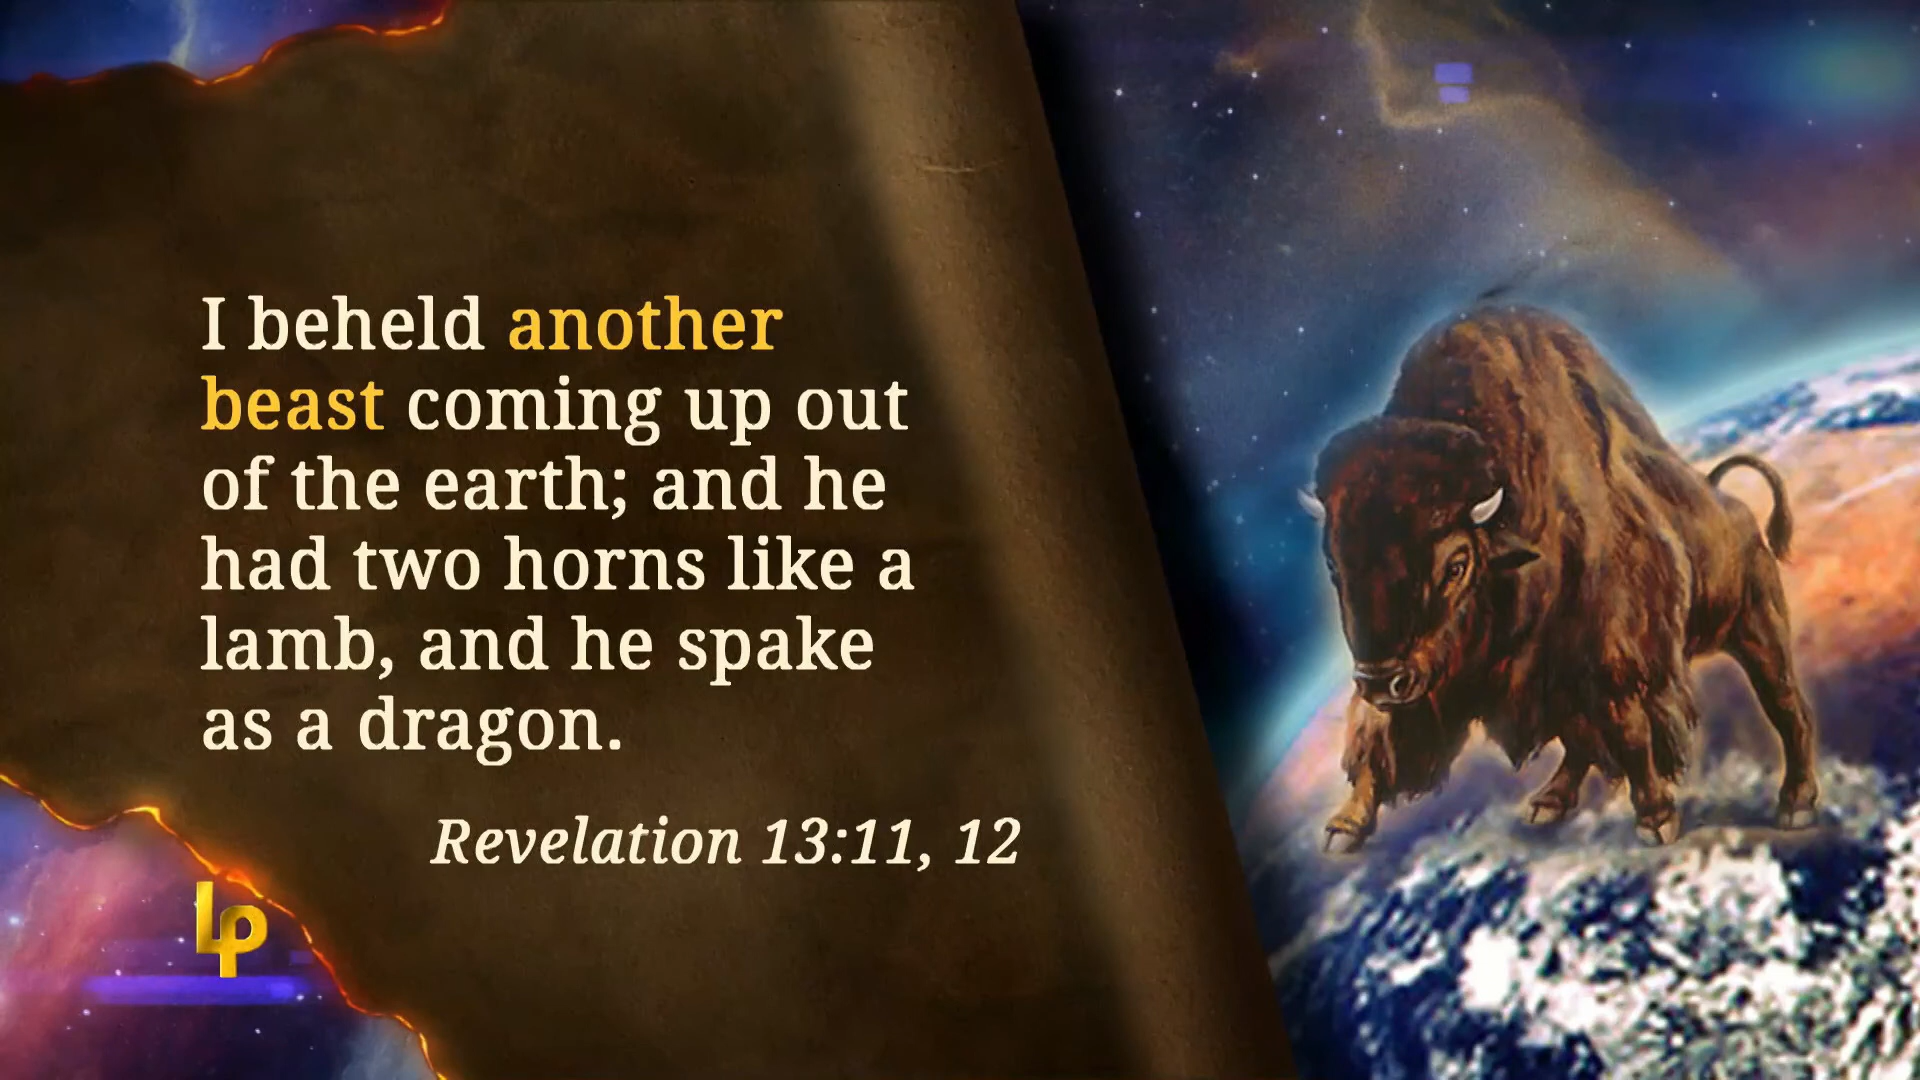 I beheld another
beast coming up out
of the earth; and he
had two horns like a
lamb, and he spake
as a dragon.
Revelation 13:11, 12
LP